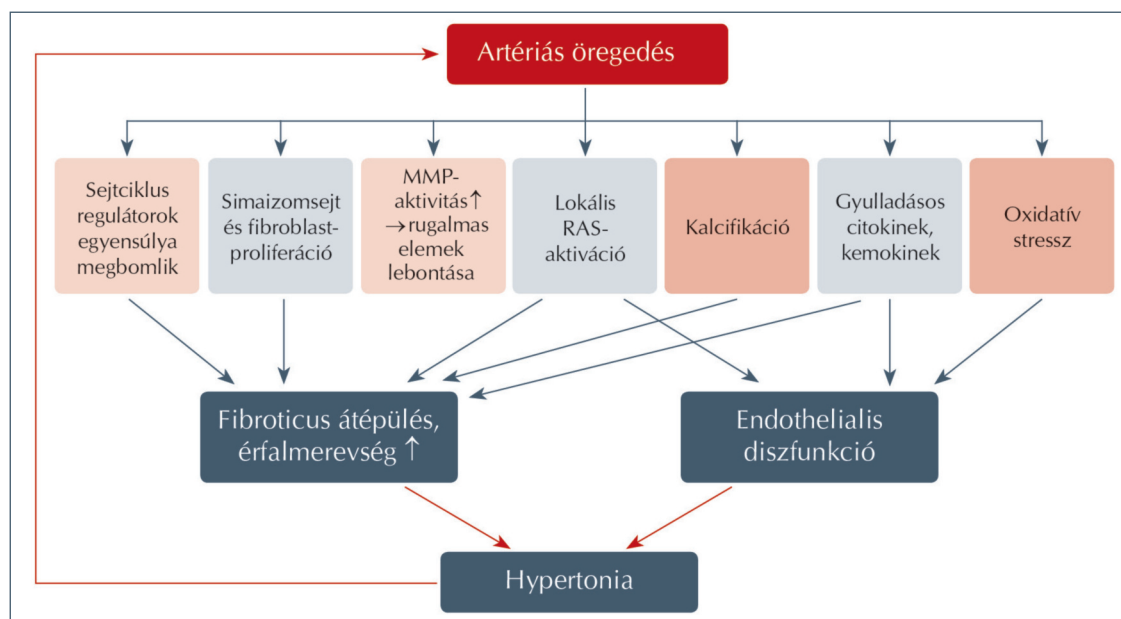 Artériás öregedés
Sejtciklus
regulátorok
egyensúlya
megbomlik
Simaizomsejt
és fibroblast-
proliferáció
MMP-
aktivitás↑
→rugalmas
elemek
lebontása
Lokális
RAS-
aktiváció
Kalcifikáció
Gyulladásos
citokinek,
kemokinek
Oxidatív
stressz
Fibroticus átépülés,
érfalmerevség ↑
Endothelialis
diszfunkció
Hypertonia